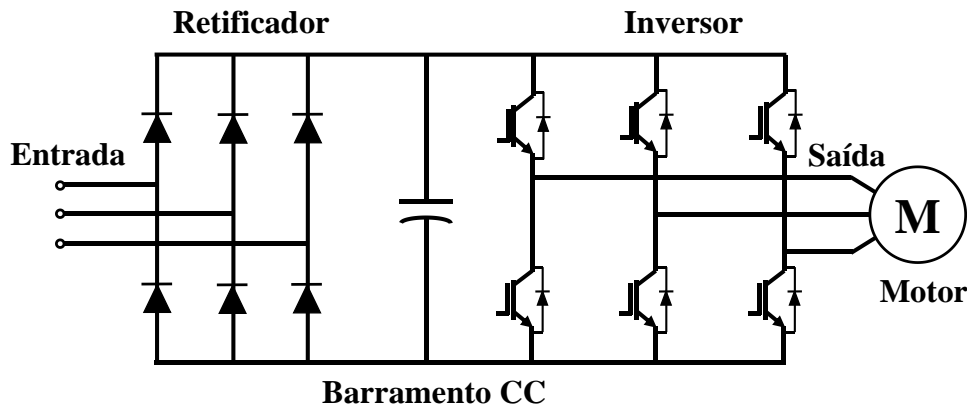 Retificador
Inversor
Entrada
Saída
M
Motor
Barramento CC